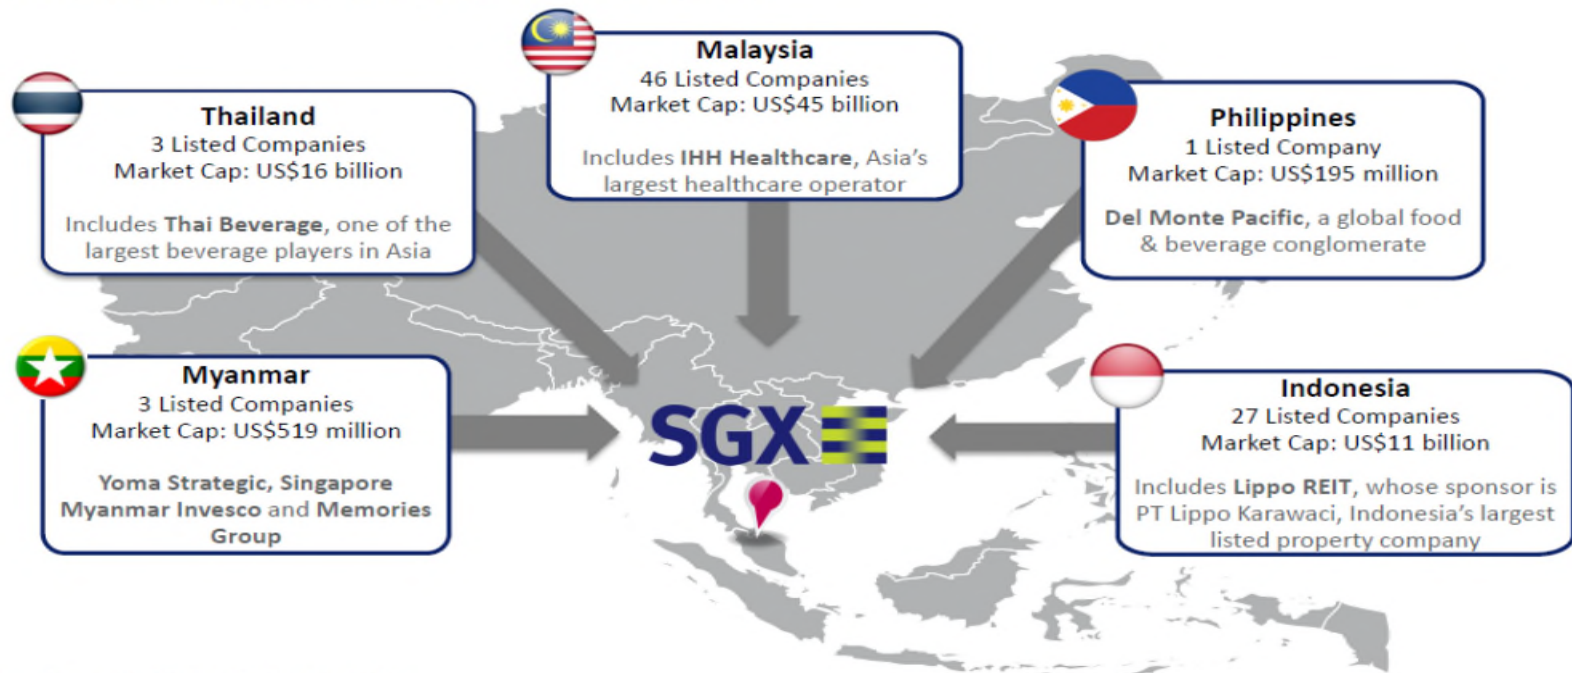 Malaysia
46 Listed Companies
Market Cap: US$45 billion
Includes IHH Healthcare, Asia's
largest healthcare operator
Thailand
3 Listed Companies
Market Cap: US$16 billion
Includes Thai Beverage, one of the
largest beverage players in Asia
Philippines
1 Listed Company
Market Cap: US$195 million
Del Monte Pacific, a global food
& beverage conglomerate
Myanmar
3 Listed Companies
Market Cap: US$519 million
Yoma Strategic, Singapore
Myanmar Invesco and Memories
Group
SGX
Indonesia
27 Listed Companies
Market Cap: US$11 billion
Includes Lippo REIT, whose sponsor is
PT Lippo Karawaci, Indonesia's largest
listed property company